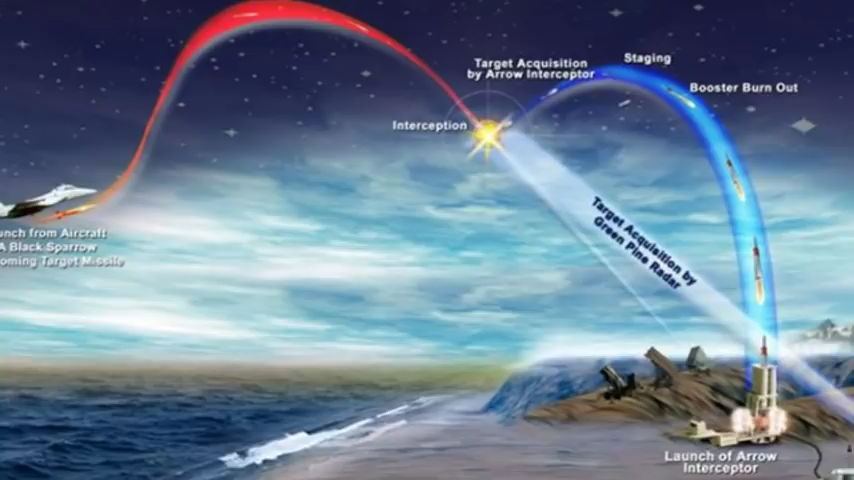 Target Acquisition
by Arrow Interceptor
Staging
Booster Burn Out
Interception
Target Acquisition by
Green Pine Radar
unch from Aircraft
A Black Sparrow
oming Target Missile
Launch of Arrow
Interceptor